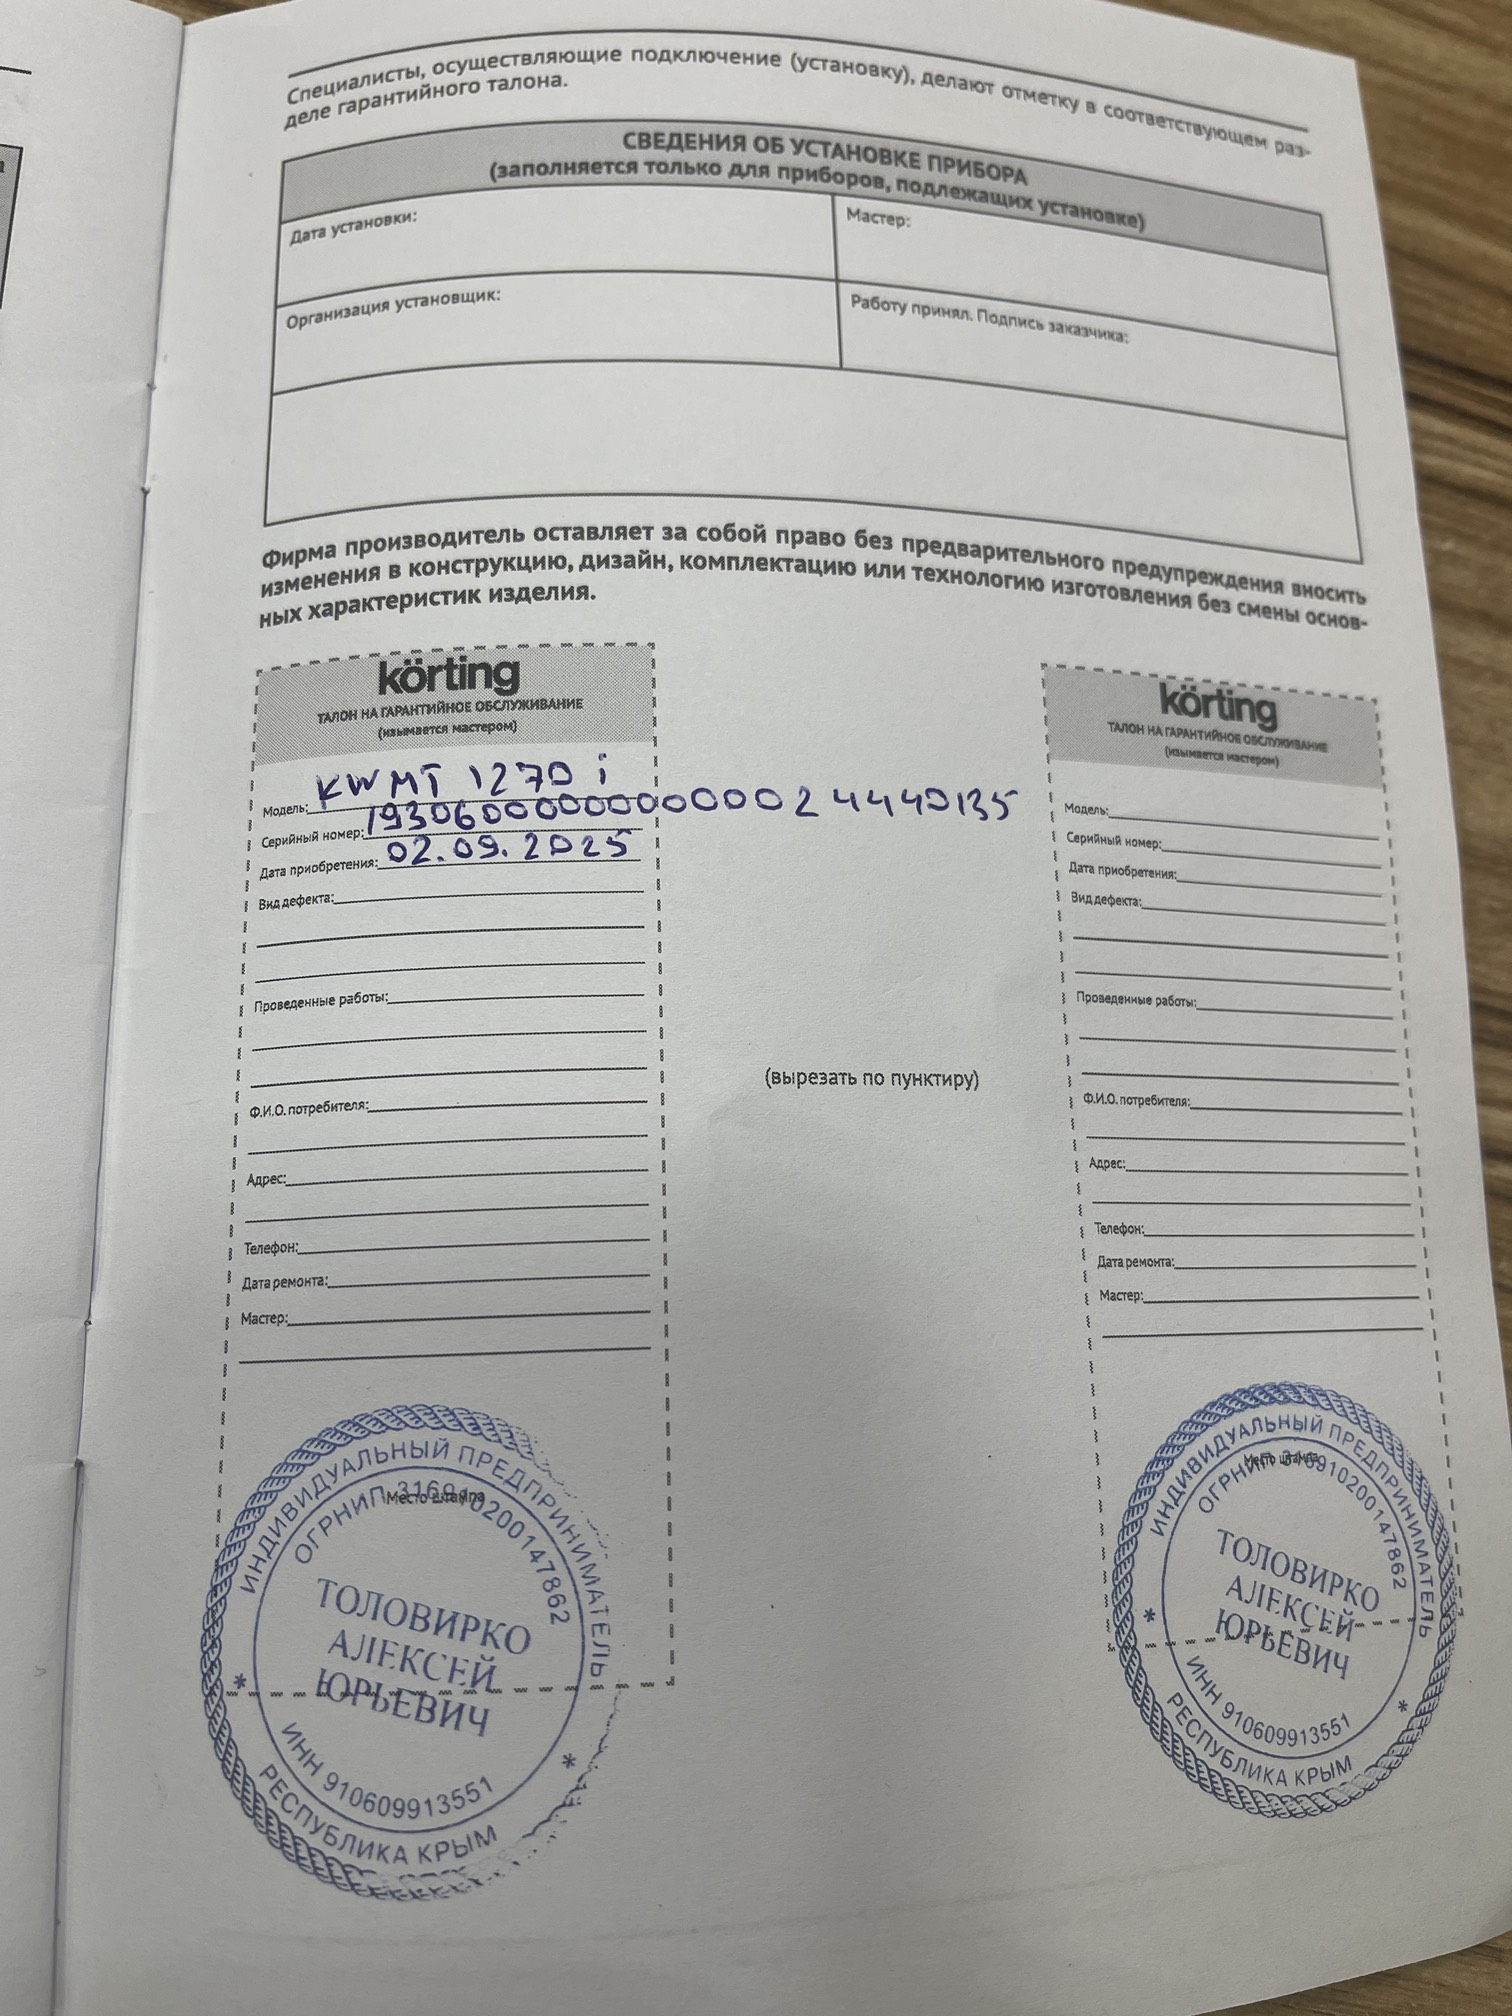 Специалисты, осуществляющие подключение (установку), делают отметку в соответствующем раз-
деле гарантийного талона.
СВЕДЕНИЯ ОБ УСТАНОВКЕ ПРИБОРА
(заполняется только для приборов, подлежащих установке)
Дата установки:
Мастер:
Организация установщик:
Работу принял. Подпись заказчика:
Фирма производитель оставляет за собой право без предварительного предупреждения вносить
изменения в конструкцию, дизайн, комплектацию или технологию изготовления без смены основ-
ных характеристик изделия.
körting
ТАЛОН НА ГАРАНТИЙНОЕ ОБСЛУЖИВАНИЕ
(изымается мастером)
Модель: KWMT 1270 i
Серийный номер: 19306000000000002 4440135
Дата приобретения: 02.09.2025
Вид дефекта:
Проведенные работы:
Ф.И.О. потребителя:
Адрес:
Телефон:
Дата ремонта:
Мастер:
Место штампа
ИНДИВИДУАЛЬНЫЙ ПРЕДПРИНИМАТЕЛЬ
ОГРНИП 316910200147862
ТОЛОВИРКО
АЛЕКСЕЙ
ЮРЬЕВИЧ
ИНН 910609913551
РЕСПУБЛИКА КРЫМ
(вырезать по пунктиру)
körting
ТАЛОН НА ГАРАНТИЙНОЕ ОБСЛУЖИВАНИЕ
(изымается мастером)
Модель:
Серийный номер:
Дата приобретения:
Вид дефекта:
Проведенные работы:
Ф.И.О. потребителя:
Адрес:
Телефон:
Дата ремонта:
Мастер:
Место штампа
ИНДИВИДУАЛЬНЫЙ ПРЕДПРИНИМАТЕЛЬ
ОГРНИП 316910200147862
ТОЛОВИРКО
АЛЕКСЕЙ
ЮРЬЕВИЧ
ИНН 910609913551
РЕСПУБЛИКА КРЫМ